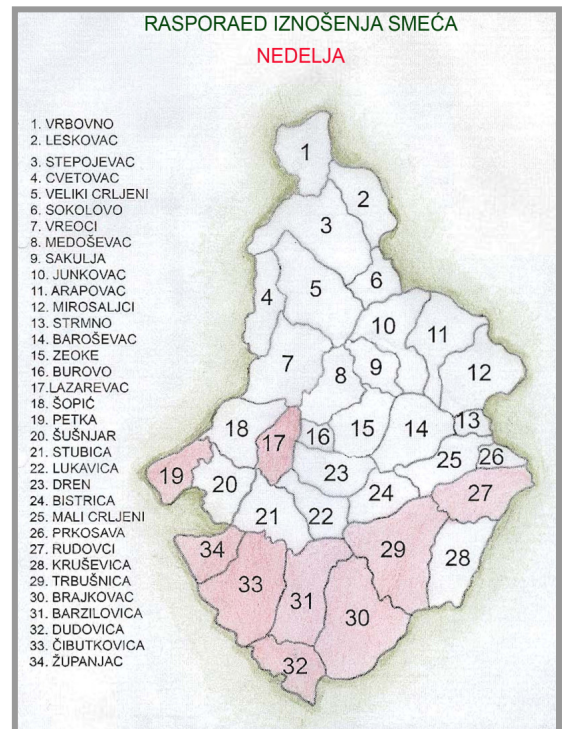 RASPORAED IZNOŠENJA SMEĆA
NEDELJA
1. VRBOVNO
2. LESKOVAC
3. STEPOJEVAC
4. CVETOVAC
5. VELIKI CRLJENI
6. SOKOLOVO
7. VREOCI
8. MEDOŠEVAC
9. SAKULJA
10. JUNKOVAC
11. ARAPOVAC
12. MIROSALJCI
13. STRMNO
14. BAROŠEVAC
15. ZEOKE
16. BUROVO
17.LAZAREVAC
18. ŠOPIĆ
19. PETKA
20. ŠUŠNJAR
21. STUBICA
22. LUKAVICA
23. DREN
24. BISTRICA
25. MALI CRLJENI
26. PRKOSAVA
27. RUDOVCI
28. KRUŠEVICA
29. TRBUŠNICA
30. BRAJKOVAC
31. BARZILOVICA
32. DUDOVICA
33. ČIBUTKOVICA
34. ŽUPANJAC
1
2
3
6
4
5
10
11
7
8
9
12
18
17
16
15
14
13
19
20
23
25
26
24
27
21
22
34
33
31
29
28
30
32